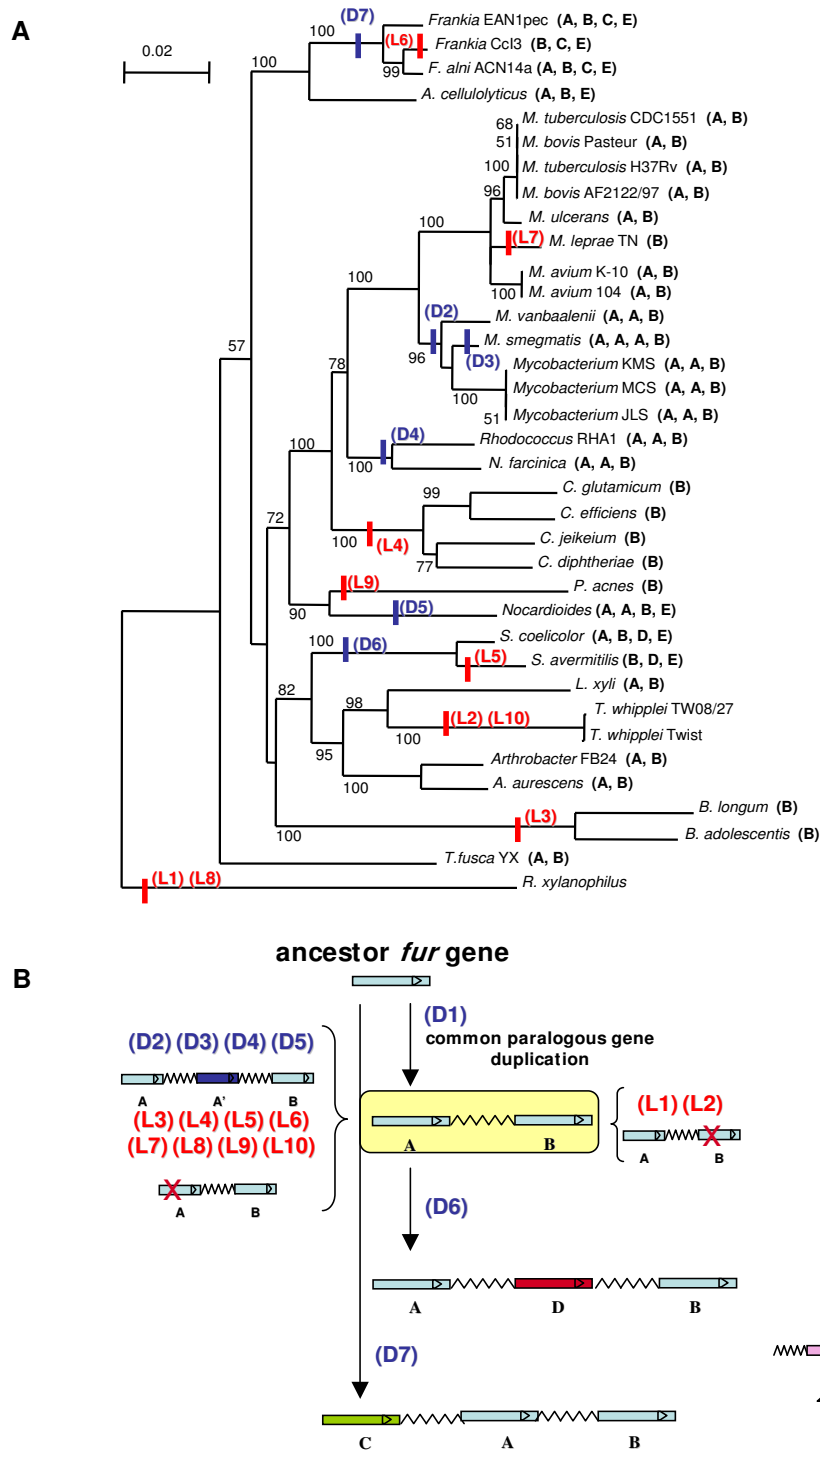 A
0.02
(D7)
Frankia EAN1pec (A, B, C, E)
100
(L6)
Frankia CcI3 (B, C, E)
99
F. alni ACN14a (A, B, C, E)
100
A. cellulolyticus (A, B, E)
M. tuberculosis CDC1551 (A, B)
68
51
M. bovis Pasteur (A, B)
100
M. tuberculosis H37Rv (A, B)
96
M. bovis AF2122/97 (A, B)
M. ulcerans (A, B)
100
(L7)
M. leprae TN (B)
M. avium K-10 (A, B)
100
100
M. avium 104 (A, B)
(D2)
M. vanbaalenii (A, A, B)
M. smegmatis (A, A, A, B)
57
96
(D3)
78
Mycobacterium KMS (A, A, B)
Mycobacterium MCS (A, A, B)
100
51
Mycobacterium JLS (A, A, B)
(D4)
Rhodococcus RHA1 (A, A, B)
100
100
N. farcinica (A, A, B)
C. glutamicum (B)
99
C. efficiens (B)
72
100
(L4)
C. jeikeium (B)
77
C. diphtheriae (B)
(L9)
P. acnes (B)
90
(D5)
Nocardioides (A, A, B, E)
100
(D6)
S. coelicolor (A, B, D, E)
(L5)
S. avermitilis (B, D, E)
82
L. xyli (A, B)
98
(L2) (L10)
T. whipplei TW08/27
100
T. whipplei Twist
95
Arthrobacter FB24 (A, B)
100
A. aurescens (A, B)
(L3)
B. longum (B)
100
B. adolescentis (B)
T.fusca YX (A, B)
(L1) (L8)
R. xylanophilus
ancestor fur gene
B
(D1)
common paralogous gene
duplication
(D2) (D3) (D4) (D5)
A A' B
(L3) (L4) (L5) (L6)
(L7) (L8) (L9) (L10)
A B
A B
(L1) (L2)
A B
(D6)
A D B
(D7)
C A B